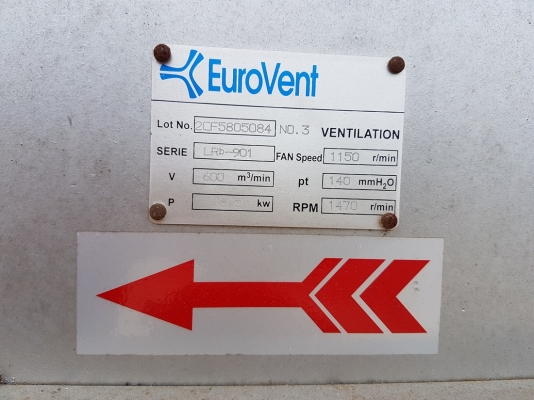 EuroVent
Lot No. 2CF5805084 NO.3 VENTILATION
SERIE LRb-901 FAN Speed 1150 r/min
V 600 m³/min pt 140 mmH₂O
P kw RPM 1470 r/min